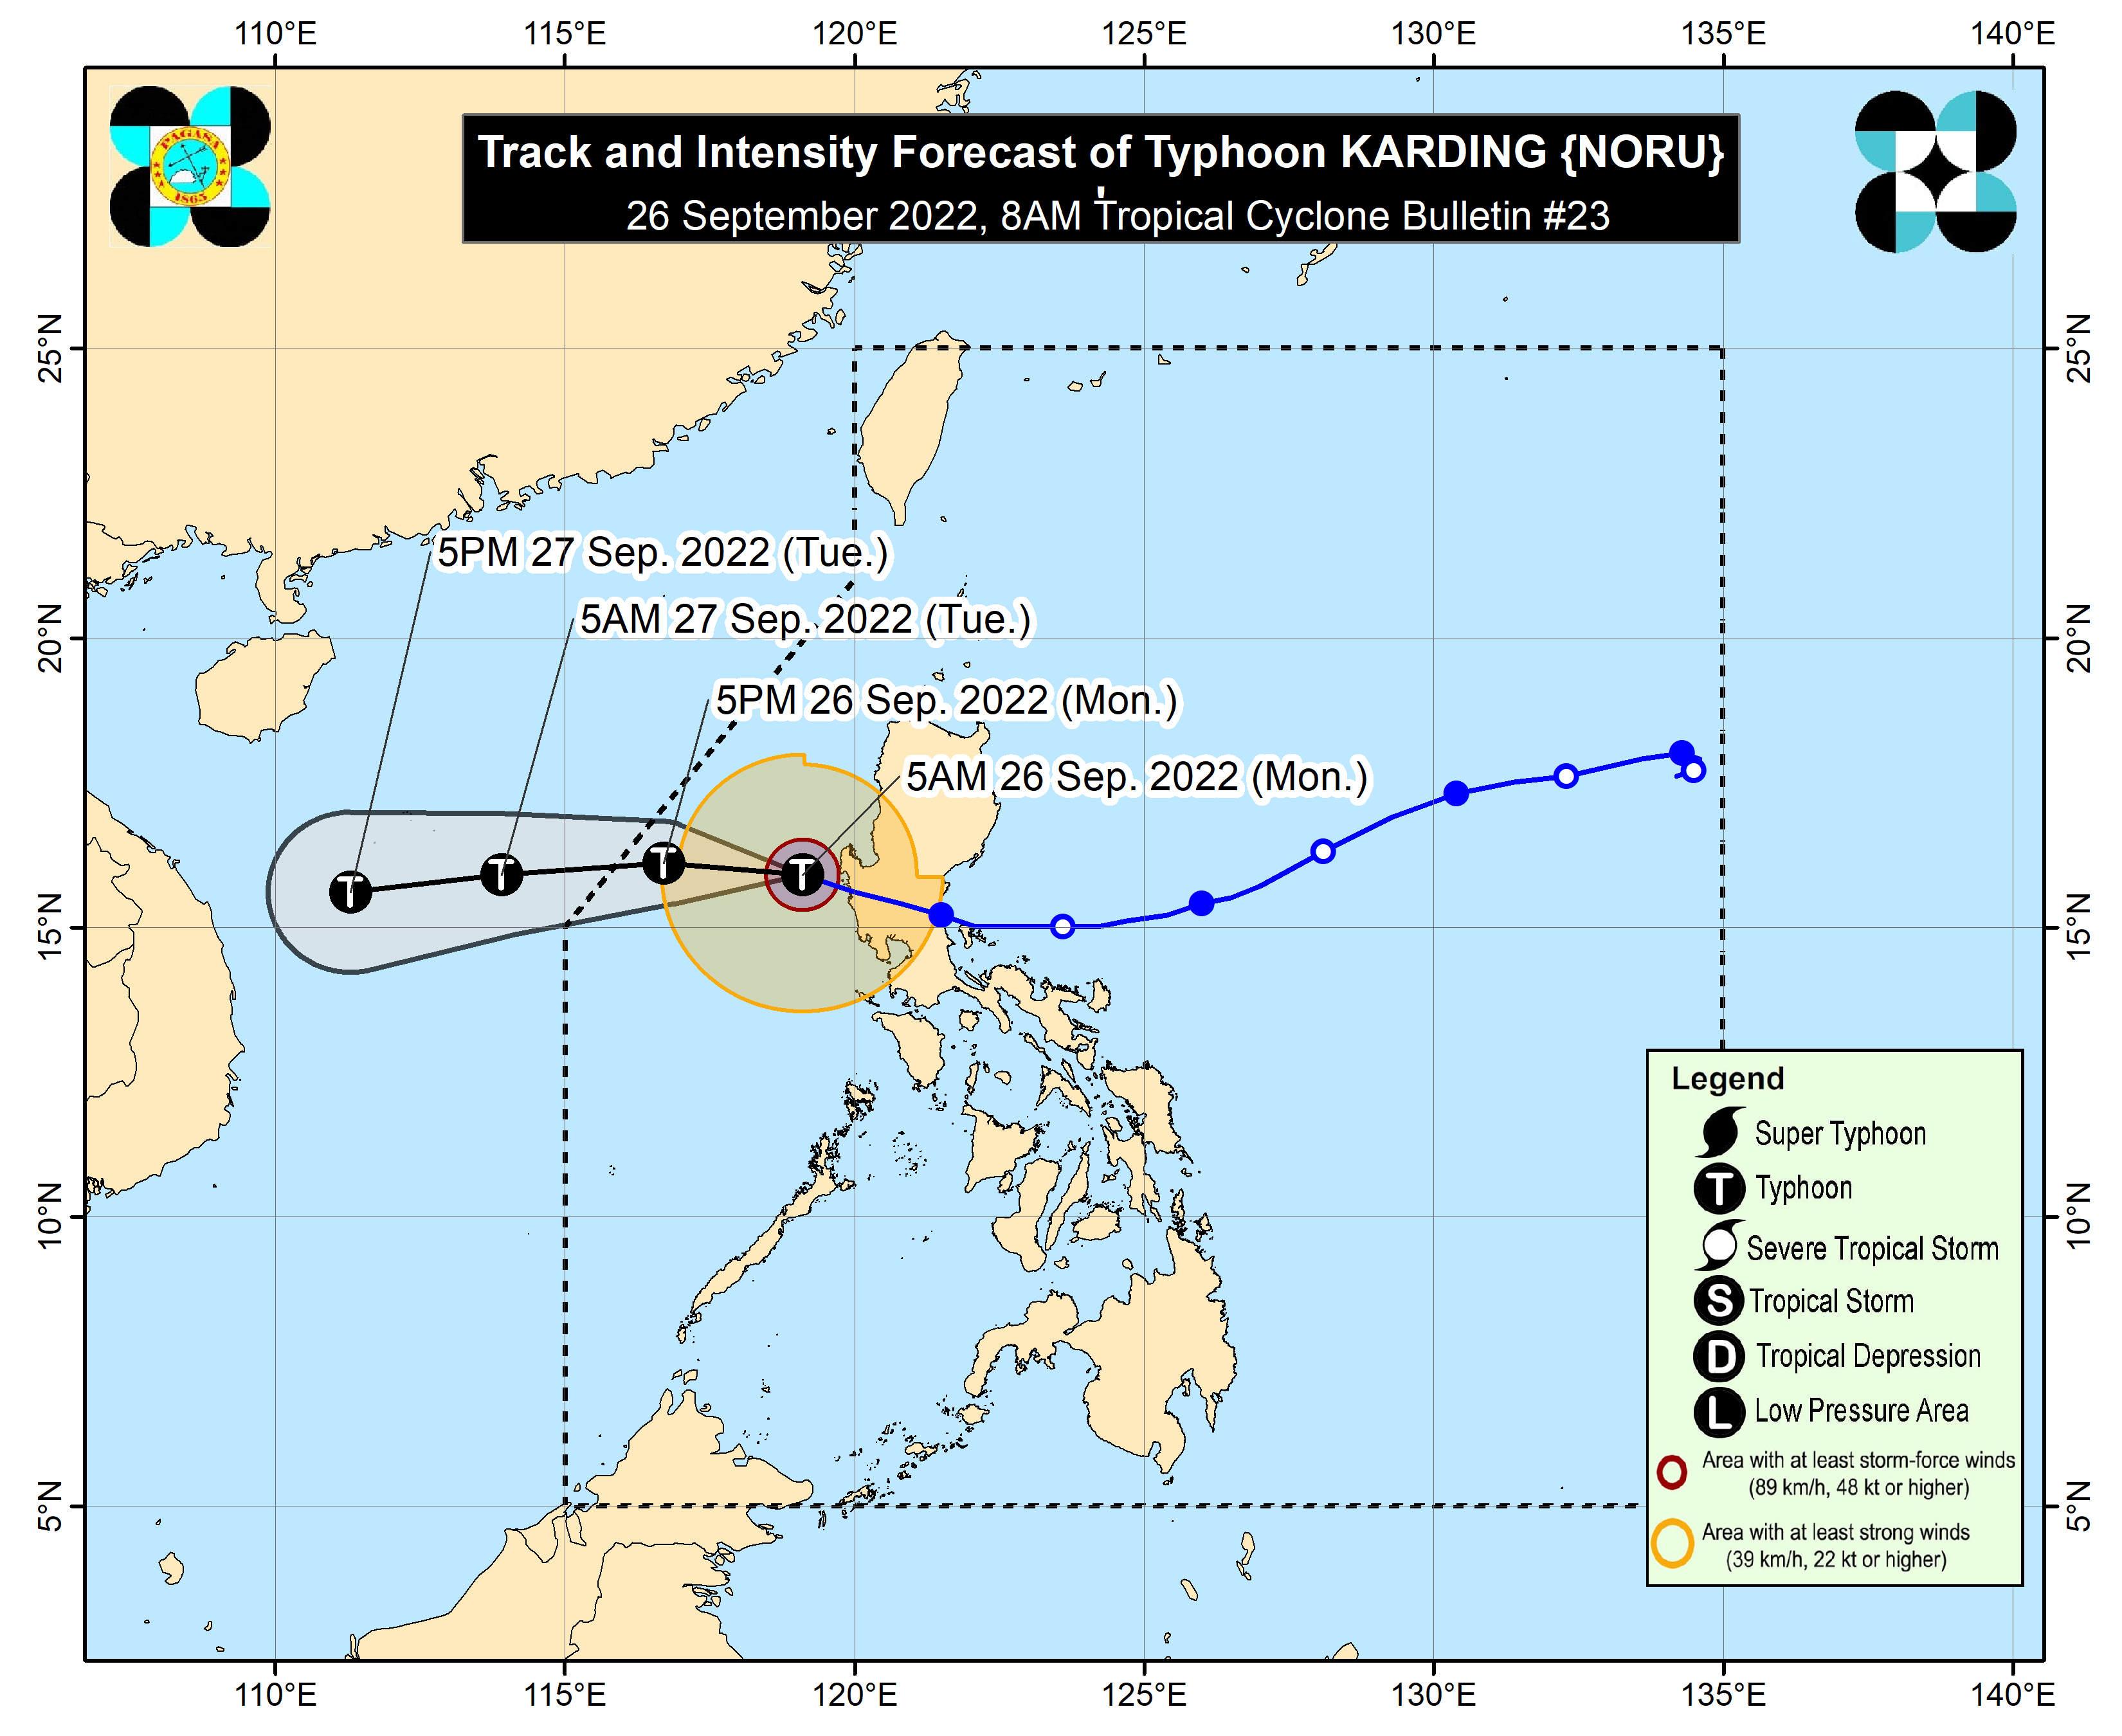 110°E 115°E 120°E 125°E 130°E 135°E 140°E
PAGASA
1865
Track and Intensity Forecast of Typhoon KARDING {NORU}
26 September 2022, 8AM Tropical Cyclone Bulletin #23
25°N 25°N
5PM 27 Sep. 2022 (Tue.)
5AM 27 Sep. 2022 (Tue.)
20°N 20°N
5PM 26 Sep. 2022 (Mon.)
5AM 26 Sep. 2022 (Mon.)
T T T T
15°N 15°N
Legend
Super Typhoon
T Typhoon
Severe Tropical Storm
10°N 10°N
S Tropical Storm
D Tropical Depression
L Low Pressure Area
Area with at least storm-force winds
(89 km/h, 48 kt or higher)
5°N 5°N
Area with at least strong winds
(39 km/h, 22 kt or higher)
110°E 115°E 120°E 125°E 130°E 135°E 140°E